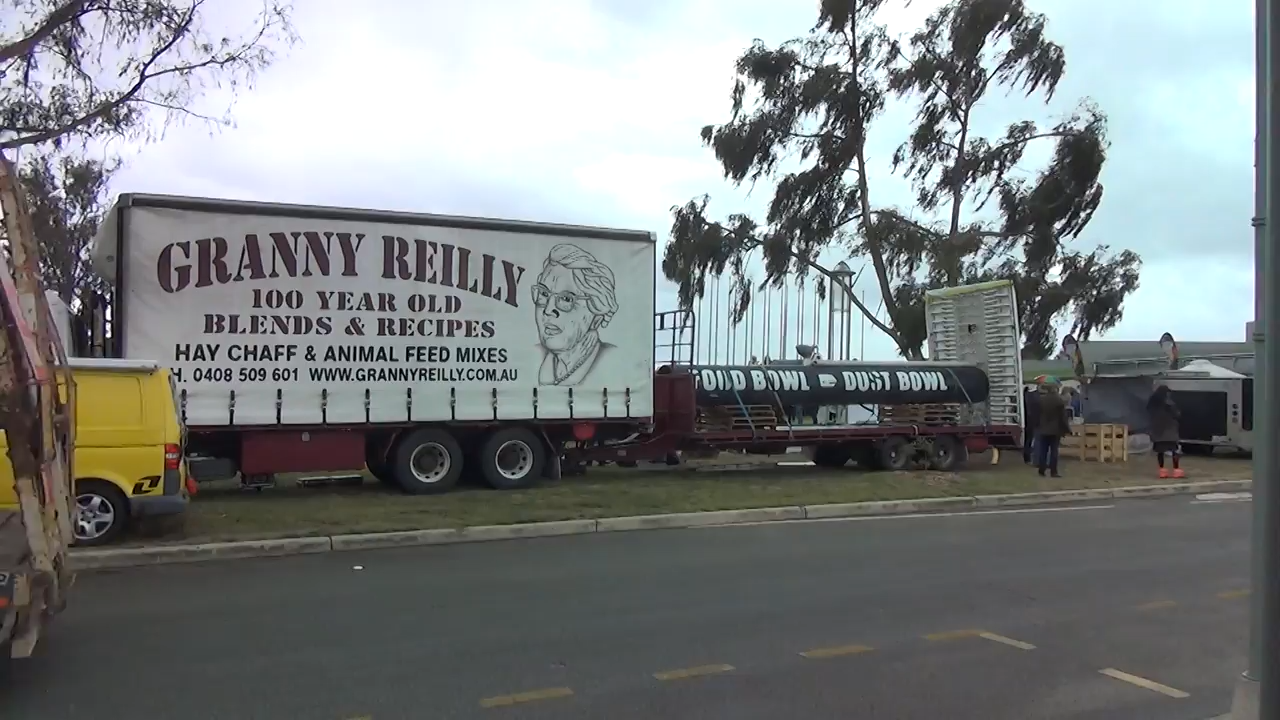 GRANNY REILLY
100 YEAR OLD
BLENDS & RECIPES
HAY CHAFF & ANIMAL FEED MIXES
H. 0408 509 601 WWW.GRANNYREILLY.COM.AU
BOWL = DUST BOWL